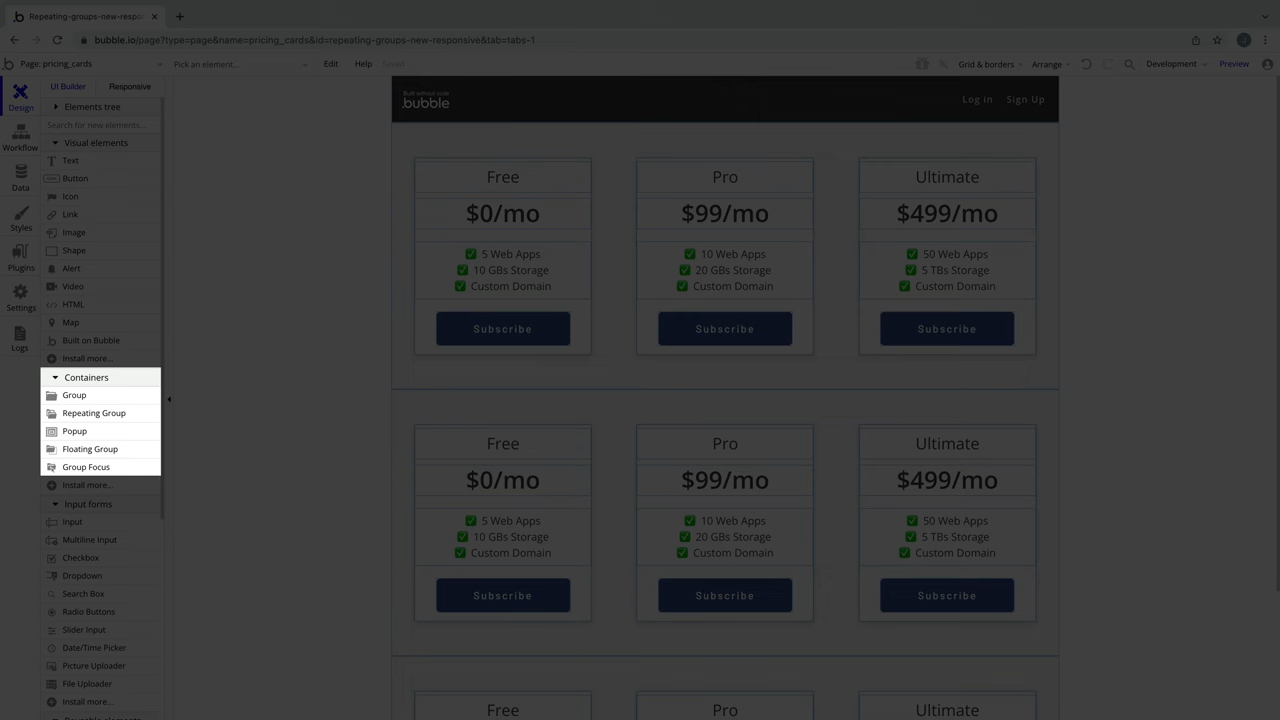 Repeating-groups-new-respo
bubble.io/page?type=page&name=pricing_cards&id=repeating-groups-new-responsive&tab=tabs-1
J
Page: pricing_cards
Pick an element...
Edit
Help
Saved
Grid & borders
Arrange
Development
Preview
Design
Workflow
Data
Styles
Plugins
Settings
Logs
UI Builder
Responsive
Elements tree
Search for new elements...
Visual elements
Text
Button
Icon
Link
Image
Shape
Alert
Video
HTML
Map
Built on Bubble
Install more...
Containers
Group
Repeating Group
Popup
Floating Group
Group Focus
Install more...
Input forms
Input
Multiline Input
Checkbox
Dropdown
Search Box
Radio Buttons
Slider Input
Date/Time Picker
Picture Uploader
File Uploader
Install more...
Reusable elements
Built without code
.bubble
Log in
Sign Up
Free
$0/mo
✅ 5 Web Apps
✅ 10 GBs Storage
✅ Custom Domain
Subscribe
Pro
$99/mo
✅ 10 Web Apps
✅ 20 GBs Storage
✅ Custom Domain
Subscribe
Ultimate
$499/mo
✅ 50 Web Apps
✅ 5 TBs Storage
✅ Custom Domain
Subscribe
Free
$0/mo
✅ 5 Web Apps
✅ 10 GBs Storage
✅ Custom Domain
Subscribe
Pro
$99/mo
✅ 10 Web Apps
✅ 20 GBs Storage
✅ Custom Domain
Subscribe
Ultimate
$499/mo
✅ 50 Web Apps
✅ 5 TBs Storage
✅ Custom Domain
Subscribe
Free
Pro
Ultimate